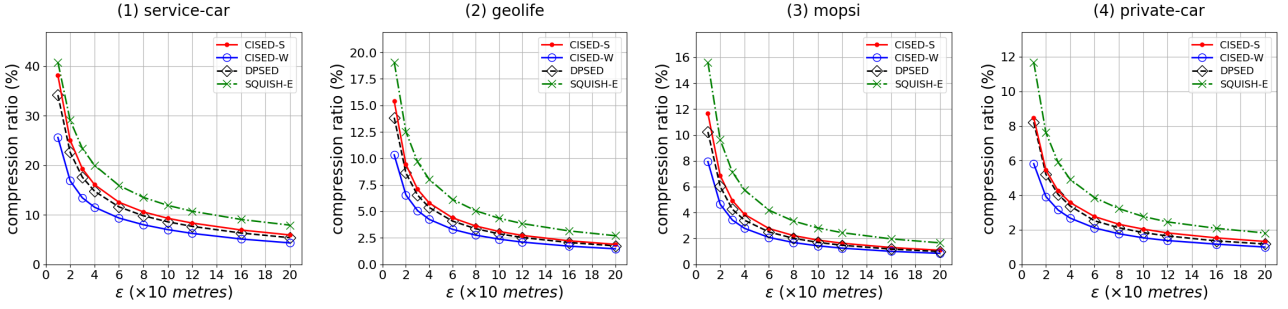 (1) service-car
compression ratio (%)
40
30
20
10
0
0 2 4 6 8 10 12 14 16 18 20
ε (×10 metres)
CISED-S
CISED-W
DPSED
SQUISH-E
(2) geolife
compression ratio (%)
20.0
17.5
15.0
12.5
10.0
7.5
5.0
2.5
0.0
0 2 4 6 8 10 12 14 16 18 20
ε (×10 metres)
CISED-S
CISED-W
DPSED
SQUISH-E
(3) mopsi
compression ratio (%)
16
14
12
10
8
6
4
2
0
0 2 4 6 8 10 12 14 16 18 20
ε (×10 metres)
CISED-S
CISED-W
DPSED
SQUISH-E
(4) private-car
compression ratio (%)
12
10
8
6
4
2
0
0 2 4 6 8 10 12 14 16 18 20
ε (×10 metres)
CISED-S
CISED-W
DPSED
SQUISH-E